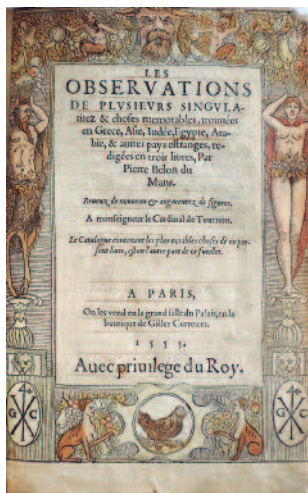 LES
OBSERVATIONS
DE PLVSIEVRS SINGVLA-
ritez & choses memorables, trouuées
en Grece, Asie, Iudée, Egypte, Ara-
bie, & autres pays estranges, re-
digées en trois liures, Par
Pierre Belon du
Mans.
Reueuz de nouueau & augmentez de figures.
A monseigneur le Cardinal de Tournon.
Le Catalogue contenant les plus notables choses de ce pre-
sent liure, est en l'autre part de ce fueillet.
A PARIS,
On les vend en la grand salle du Palais, en la
boutique de Gilles Corrozet.
1555.
Auec priuilege du Roy.
G C
G C